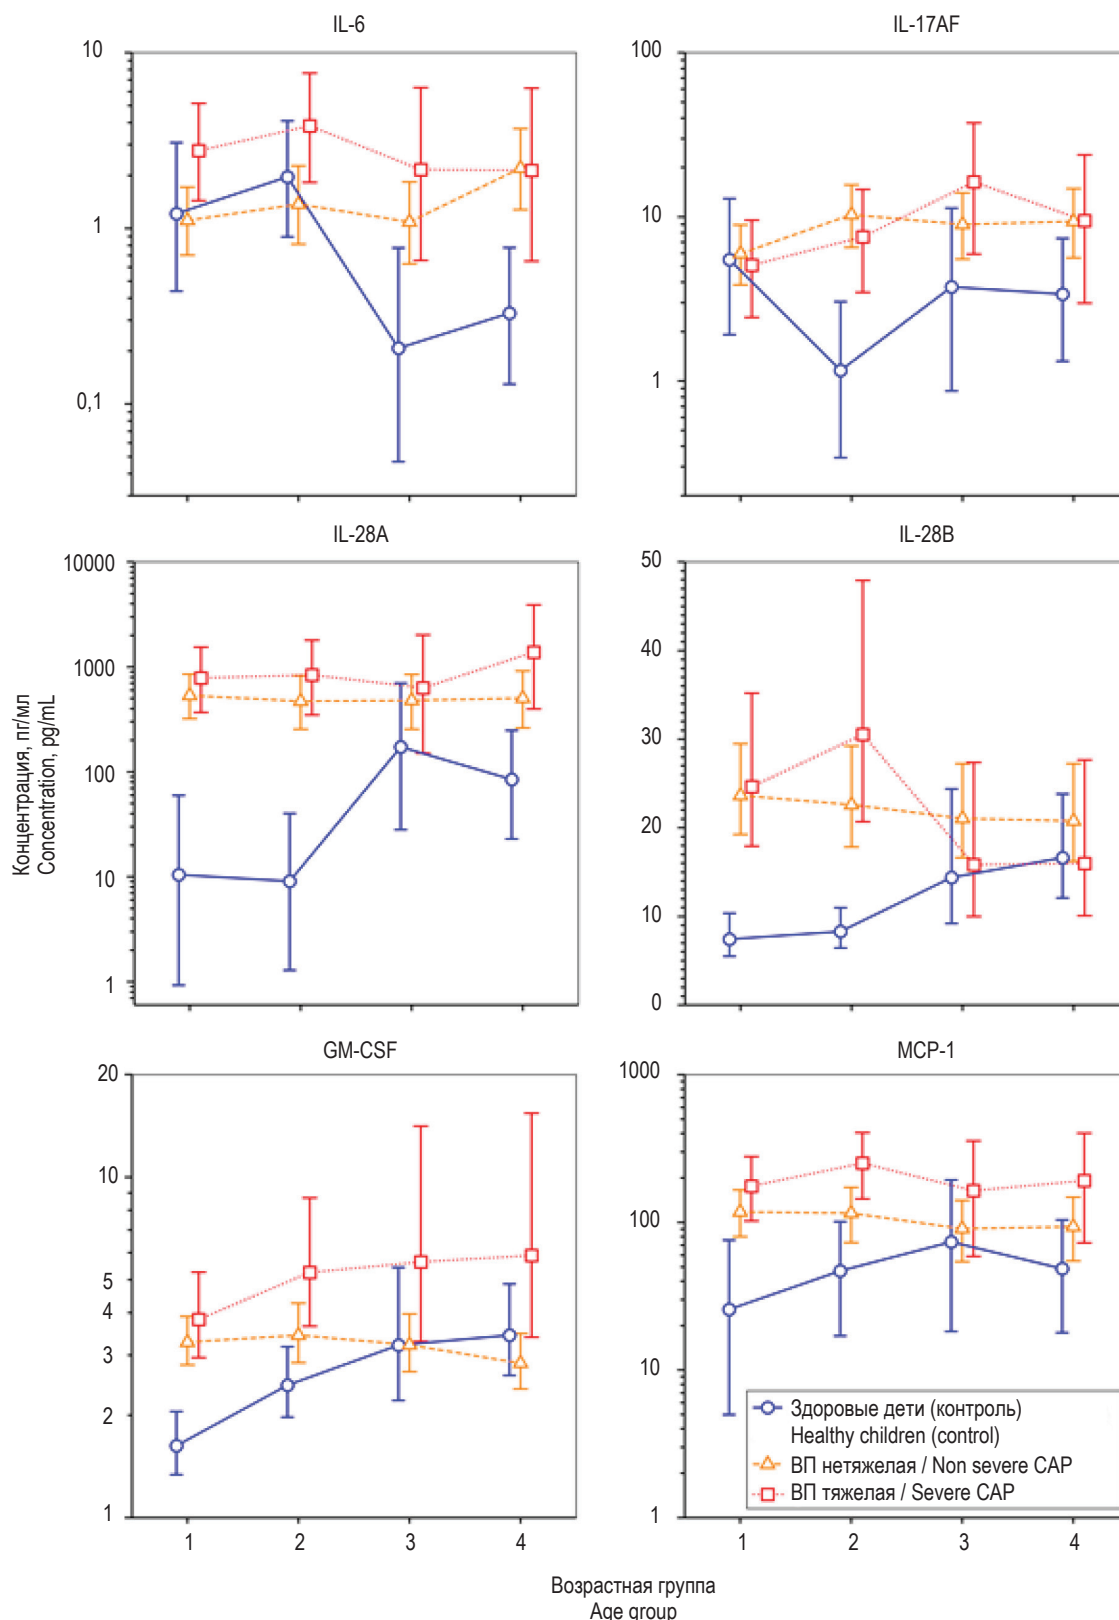 IL-6
IL-17AF
10
1
0,1
100
10
1
IL-28A
IL-28B
10000
1000
100
10
1
50
40
30
20
10
0
Концентрация, пг/мл
Concentration, pg/mL
GM-CSF
MCP-1
20
10
5
4
3
2
1
1000
100
10
1
Здоровые дети (контроль)
Healthy children (control)
ВП нетяжелая / Non severe CAP
ВП тяжелая / Severe CAP
1 2 3 4
1 2 3 4
Возрастная группа
Age group